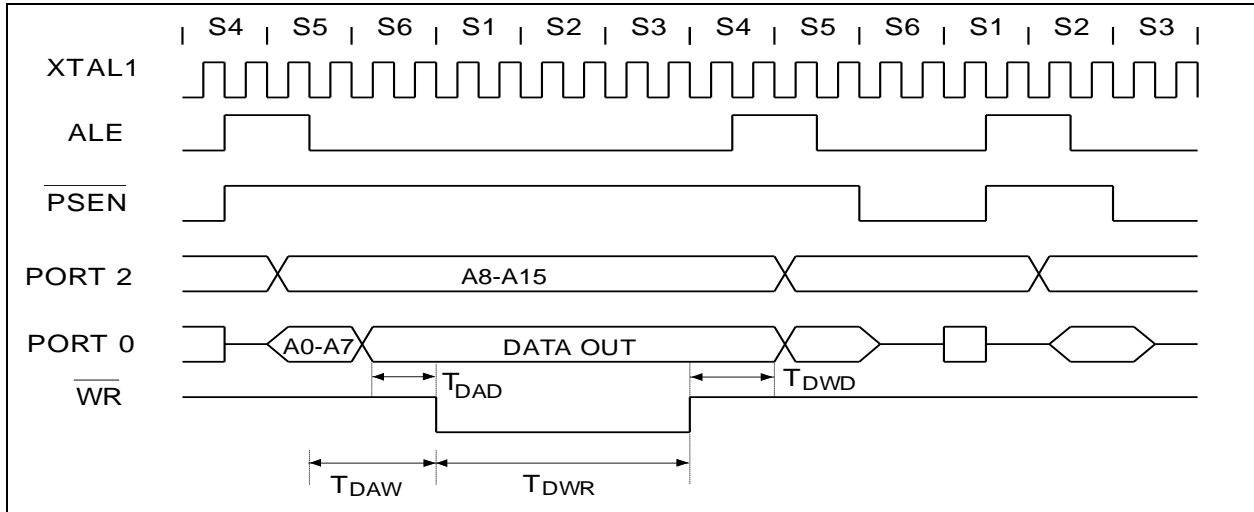 S4 S5 S6 S1 S2 S3 S4 S5 S6 S1 S2 S3
XTAL1
ALE
PSEN
PORT 2 A8-A15
PORT 0 A0-A7 DATA OUT
TDAD TDWD
WR
TDAW TDWR